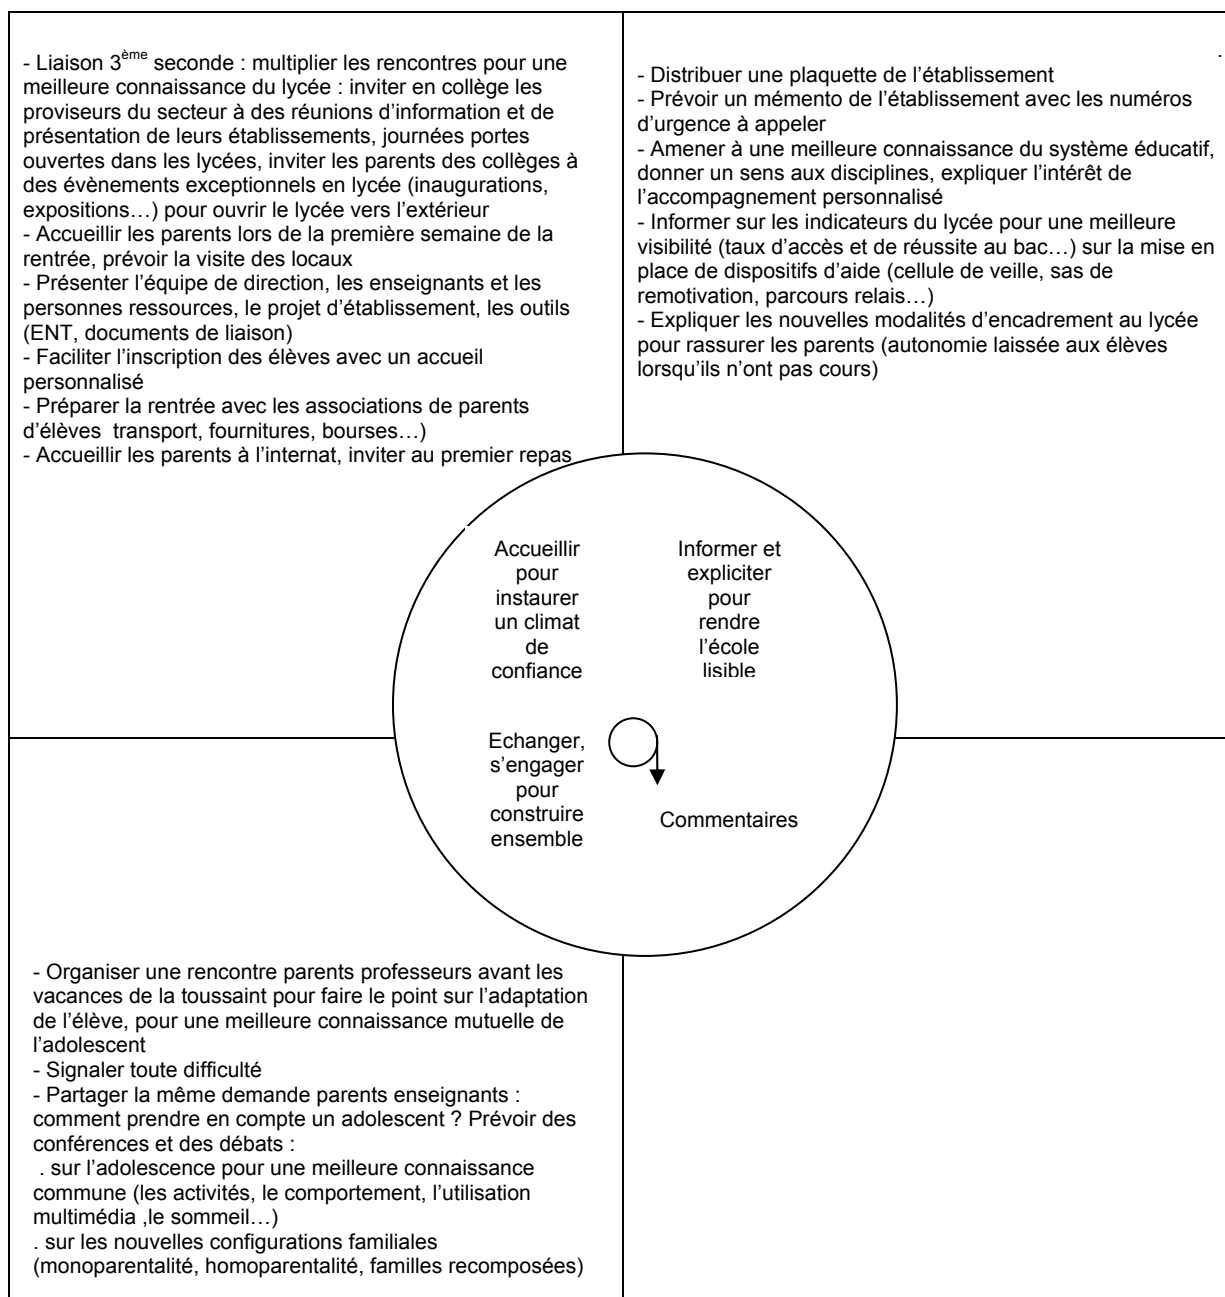 - Liaison 3ème seconde : multiplier les rencontres pour une
meilleure connaissance du lycée : inviter en collège les
proviseurs du secteur à des réunions d’information et de
présentation de leurs établissements, journées portes
ouvertes dans les lycées, inviter les parents des collèges à
des évènements exceptionnels en lycée (inaugurations,
expositions…) pour ouvrir le lycée vers l’extérieur
- Accueillir les parents lors de la première semaine de la
rentrée, prévoir la visite des locaux
- Présenter l’équipe de direction, les enseignants et les
personnes ressources, le projet d’établissement, les outils
(ENT, documents de liaison)
- Faciliter l’inscription des élèves avec un accueil
personnalisé
- Préparer la rentrée avec les associations de parents
d’élèves  transport, fournitures, bourses…)
- Accueillir les parents à l’internat, inviter au premier repas
.
- Distribuer une plaquette de l’établissement
- Prévoir un mémento de l’établissement avec les numéros
d’urgence à appeler
- Amener à une meilleure connaissance du système éducatif,
donner un sens aux disciplines, expliquer l’intérêt de
l’accompagnement personnalisé
- Informer sur les indicateurs du lycée pour une meilleure
visibilité (taux d’accès et de réussite au bac…) sur la mise en
place de dispositifs d’aide (cellule de veille, sas de
remotivation, parcours relais…)
- Expliquer les nouvelles modalités d’encadrement au lycée
pour rassurer les parents (autonomie laissée aux élèves
lorsqu’ils n’ont pas cours)
Accueillir
pour
instaurer
un climat
de
confiance
Informer et
expliciter
pour
rendre
l’école
lisible
Echanger,
s’engager
pour
construire
ensemble
Commentaires
- Organiser une rencontre parents professeurs avant les
vacances de la toussaint pour faire le point sur l’adaptation
de l’élève, pour une meilleure connaissance mutuelle de
l’adolescent
- Signaler toute difficulté
- Partager la même demande parents enseignants :
comment prendre en compte un adolescent ? Prévoir des
conférences et des débats :
. sur l’adolescence pour une meilleure connaissance
commune (les activités, le comportement, l’utilisation
multimédia ,le sommeil…)
. sur les nouvelles configurations familiales
(monoparentalité, homoparentalité, familles recomposées)